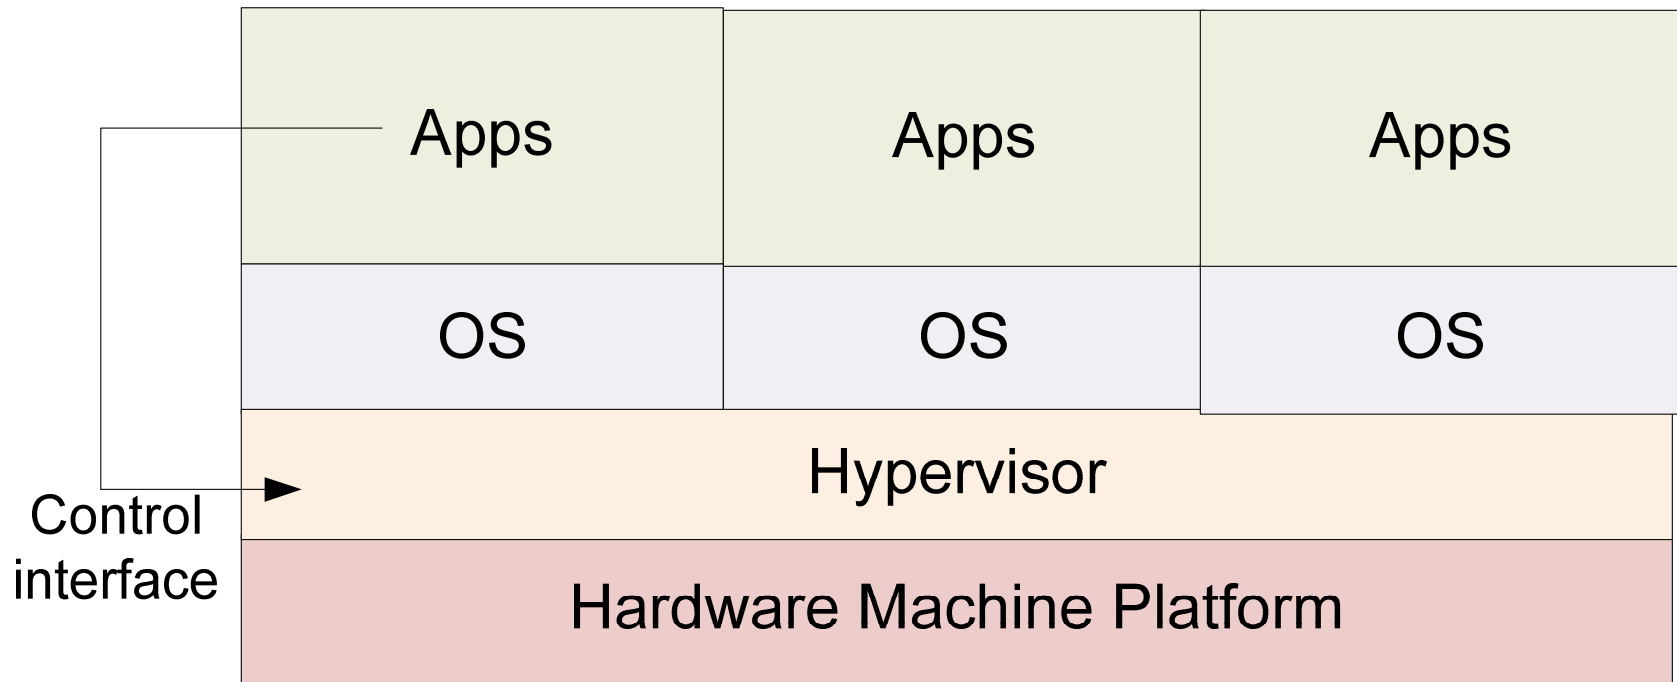 Apps
Apps
Apps
OS
OS
OS
Hypervisor
Control
interface
Hardware Machine Platform